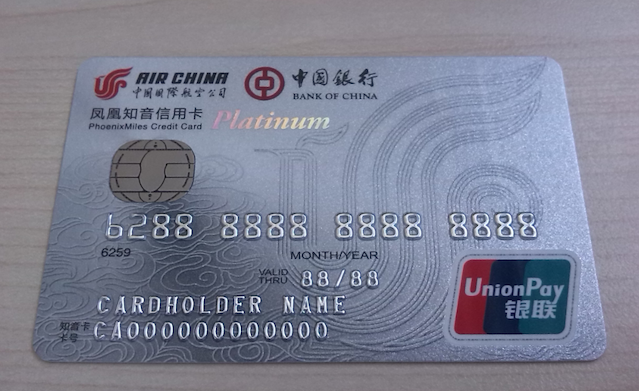 AIR CHINA
中国国際航空公司
中国銀行
BANK OF CHINA
凤凰知音信用卡
PhoenixMiles Credit Card
Platinum
6288 8888 8888 8888
6259
MONTH/YEAR
VALID THRU 88/88
CARDHOLDER NAME
知音卡
卡号
CA000000000000
UnionPay
银联